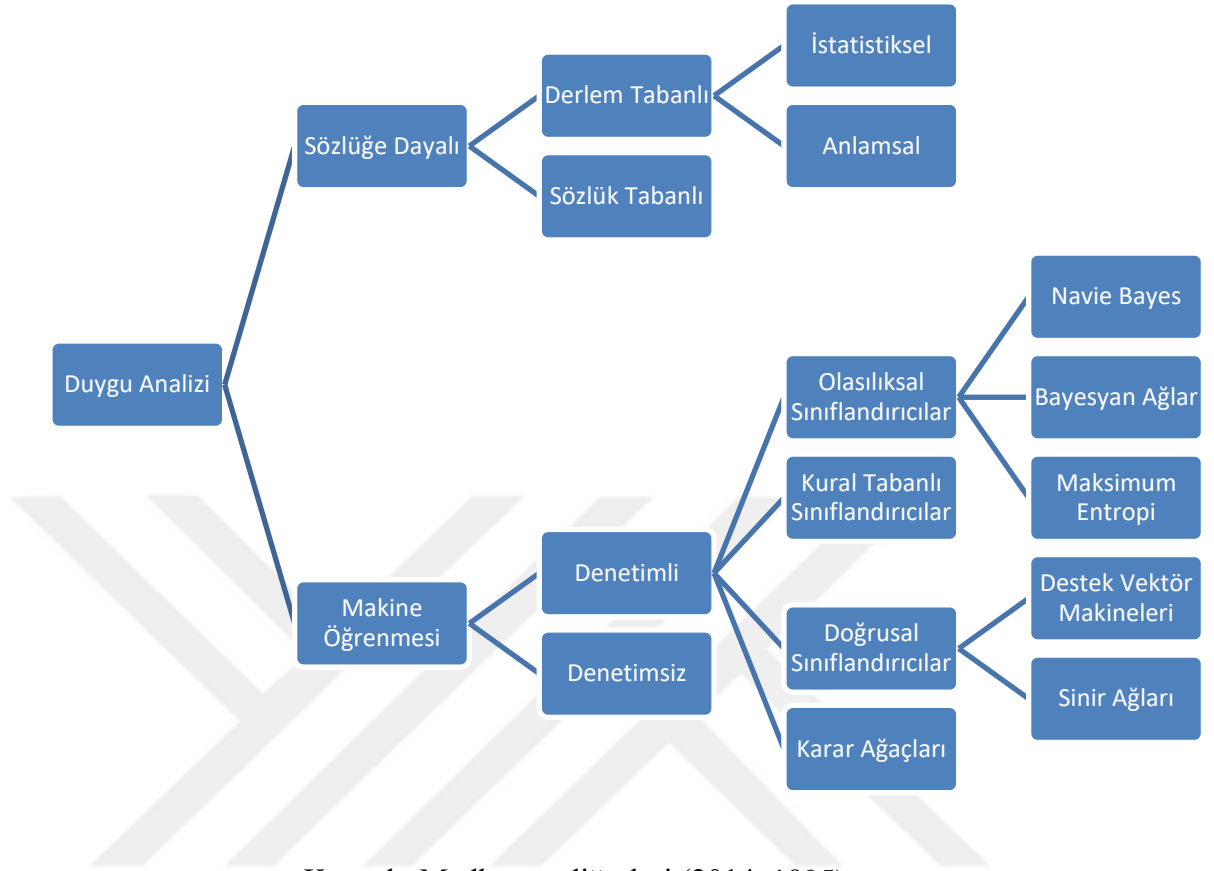 İstatistiksel
Derlem Tabanlı
Sözlüğe Dayalı
Anlamsal
Sözlük Tabanlı
Navie Bayes
Duygu Analizi
Olasılıksal
Sınıflandırıcılar
Bayesyan Ağlar
Kural Tabanlı
Sınıflandırıcılar
Maksimum
Entropi
Denetimli
Makine
Öğrenmesi
Destek Vektör
Makineleri
Doğrusal
Sınıflandırıcılar
Denetimsiz
Sinir Ağları
Karar Ağaçları